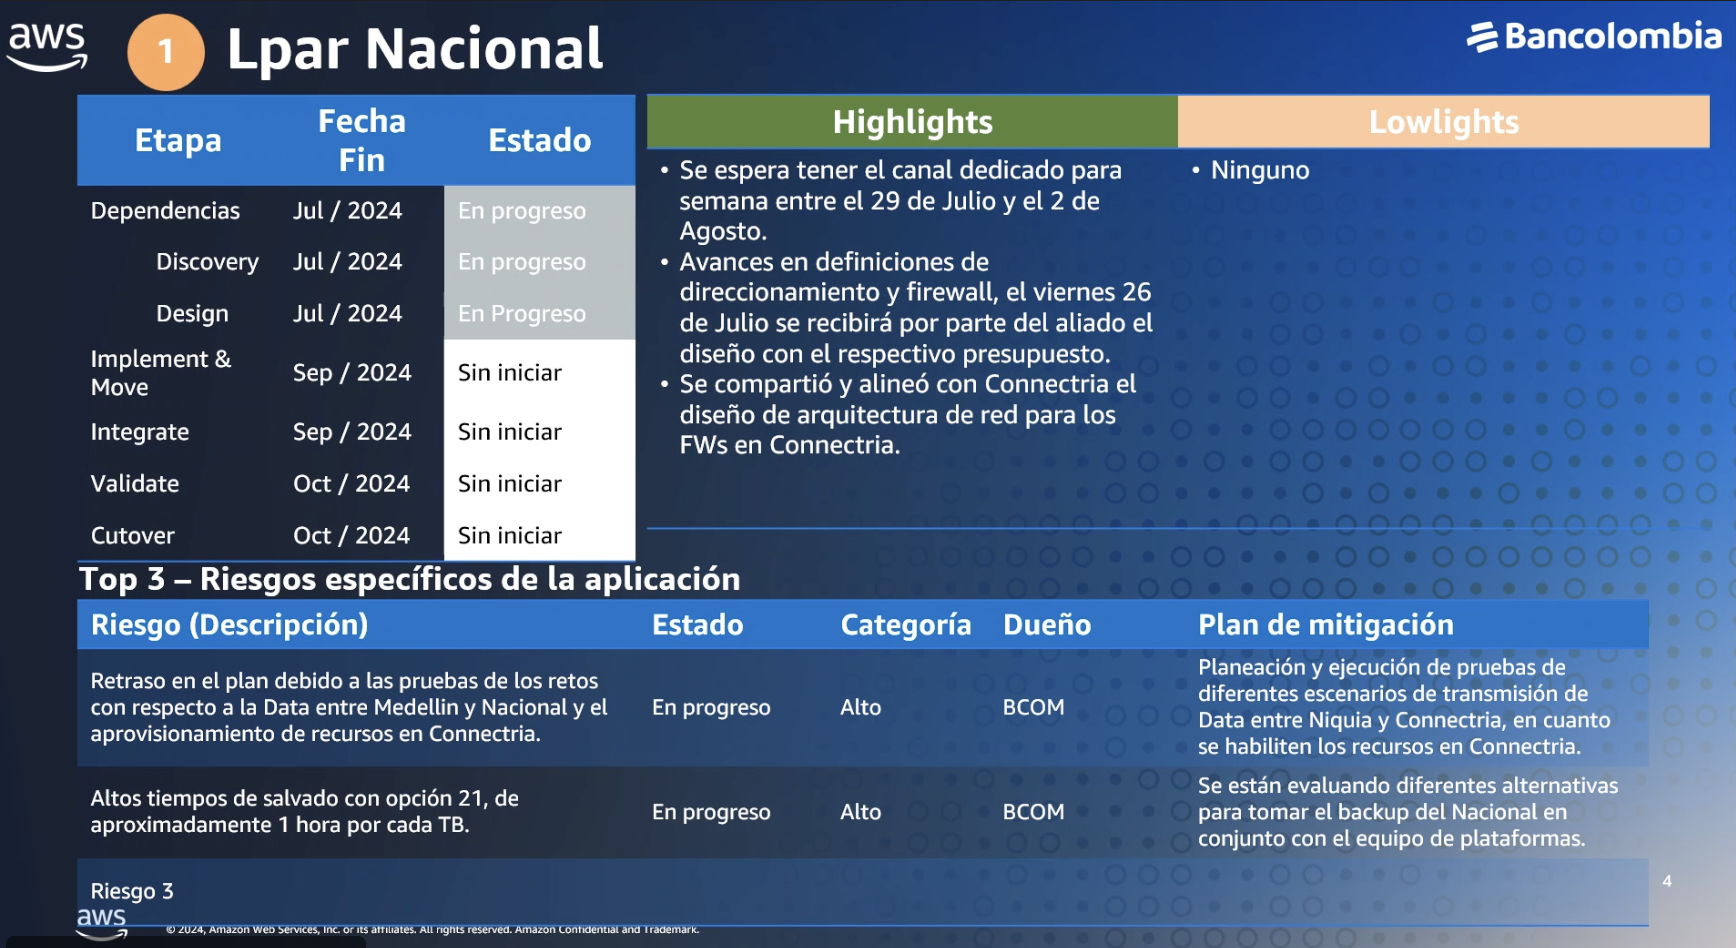 aws
1
Lpar Nacional
Bancolombia
Etapa
Fecha
Fin
Estado
Dependencias
Jul / 2024
En progreso
Discovery
Jul / 2024
En progreso
Design
Jul / 2024
En Progreso
Implement &
Move
Sep / 2024
Sin iniciar
Integrate
Sep / 2024
Sin iniciar
Validate
Oct / 2024
Sin iniciar
Cutover
Oct / 2024
Sin iniciar
Highlights
• Se espera tener el canal dedicado para
semana entre el 29 de Julio y el 2 de
Agosto.
• Avances en definiciones de
direccionamiento y firewall, el viernes 26
de Julio se recibirá por parte del aliado el
diseño con el respectivo presupuesto.
• Se compartió y alineó con Connectria el
diseño de arquitectura de red para los
FWs en Connectria.
Lowlights
• Ninguno
Top 3 – Riesgos específicos de la aplicación
Riesgo (Descripción)
Estado
Categoría
Dueño
Plan de mitigación
Retraso en el plan debido a las pruebas de los retos
con respecto a la Data entre Medellin y Nacional y el
aprovisionamiento de recursos en Connectria.
En progreso
Alto
BCOM
Planeación y ejecución de pruebas de
diferentes escenarios de transmisión de
Data entre Niquia y Connectria, en cuanto
se habiliten los recursos en Connectria.
Altos tiempos de salvado con opción 21, de
aproximadamente 1 hora por cada TB.
En progreso
Alto
BCOM
Se están evaluando diferentes alternativas
para tomar el backup del Nacional en
conjunto con el equipo de plataformas.
Riesgo 3
4
aws
© 2024, Amazon Web Services, Inc. or its affiliates. All rights reserved. Amazon Confidential and Trademark.